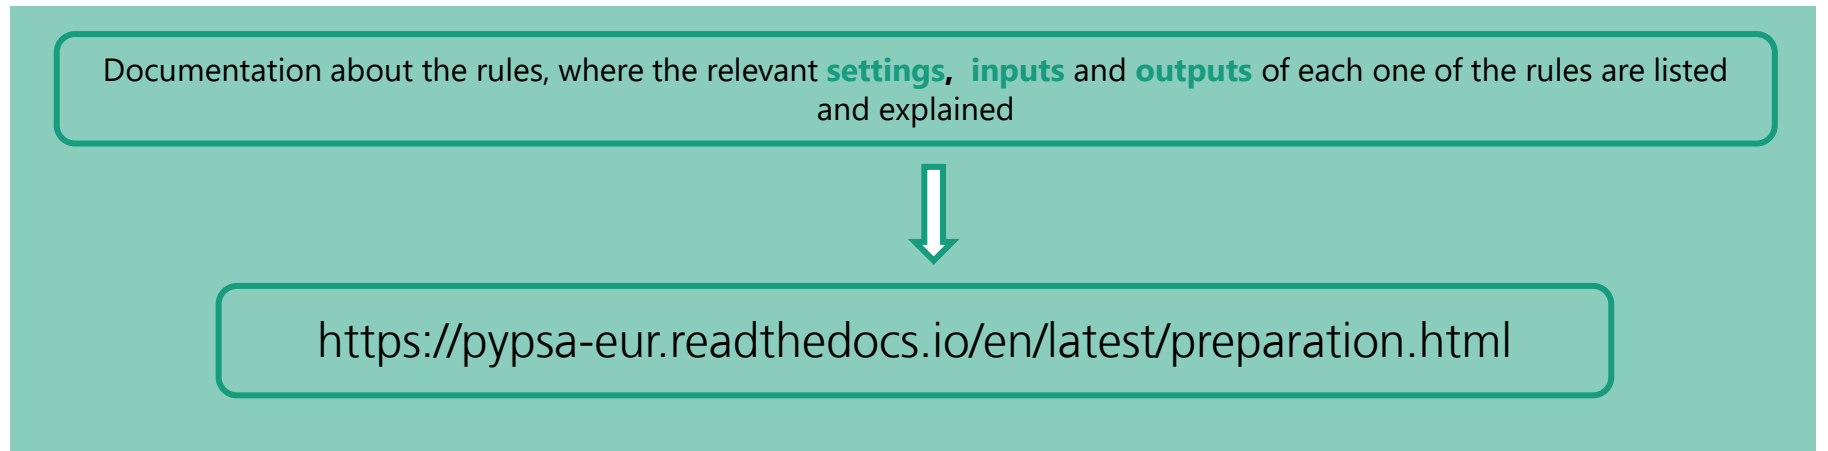 Documentation about the rules, where the relevant settings, inputs and outputs of each one of the rules are listed
and explained
https://pypsa-eur.readthedocs.io/en/latest/preparation.html